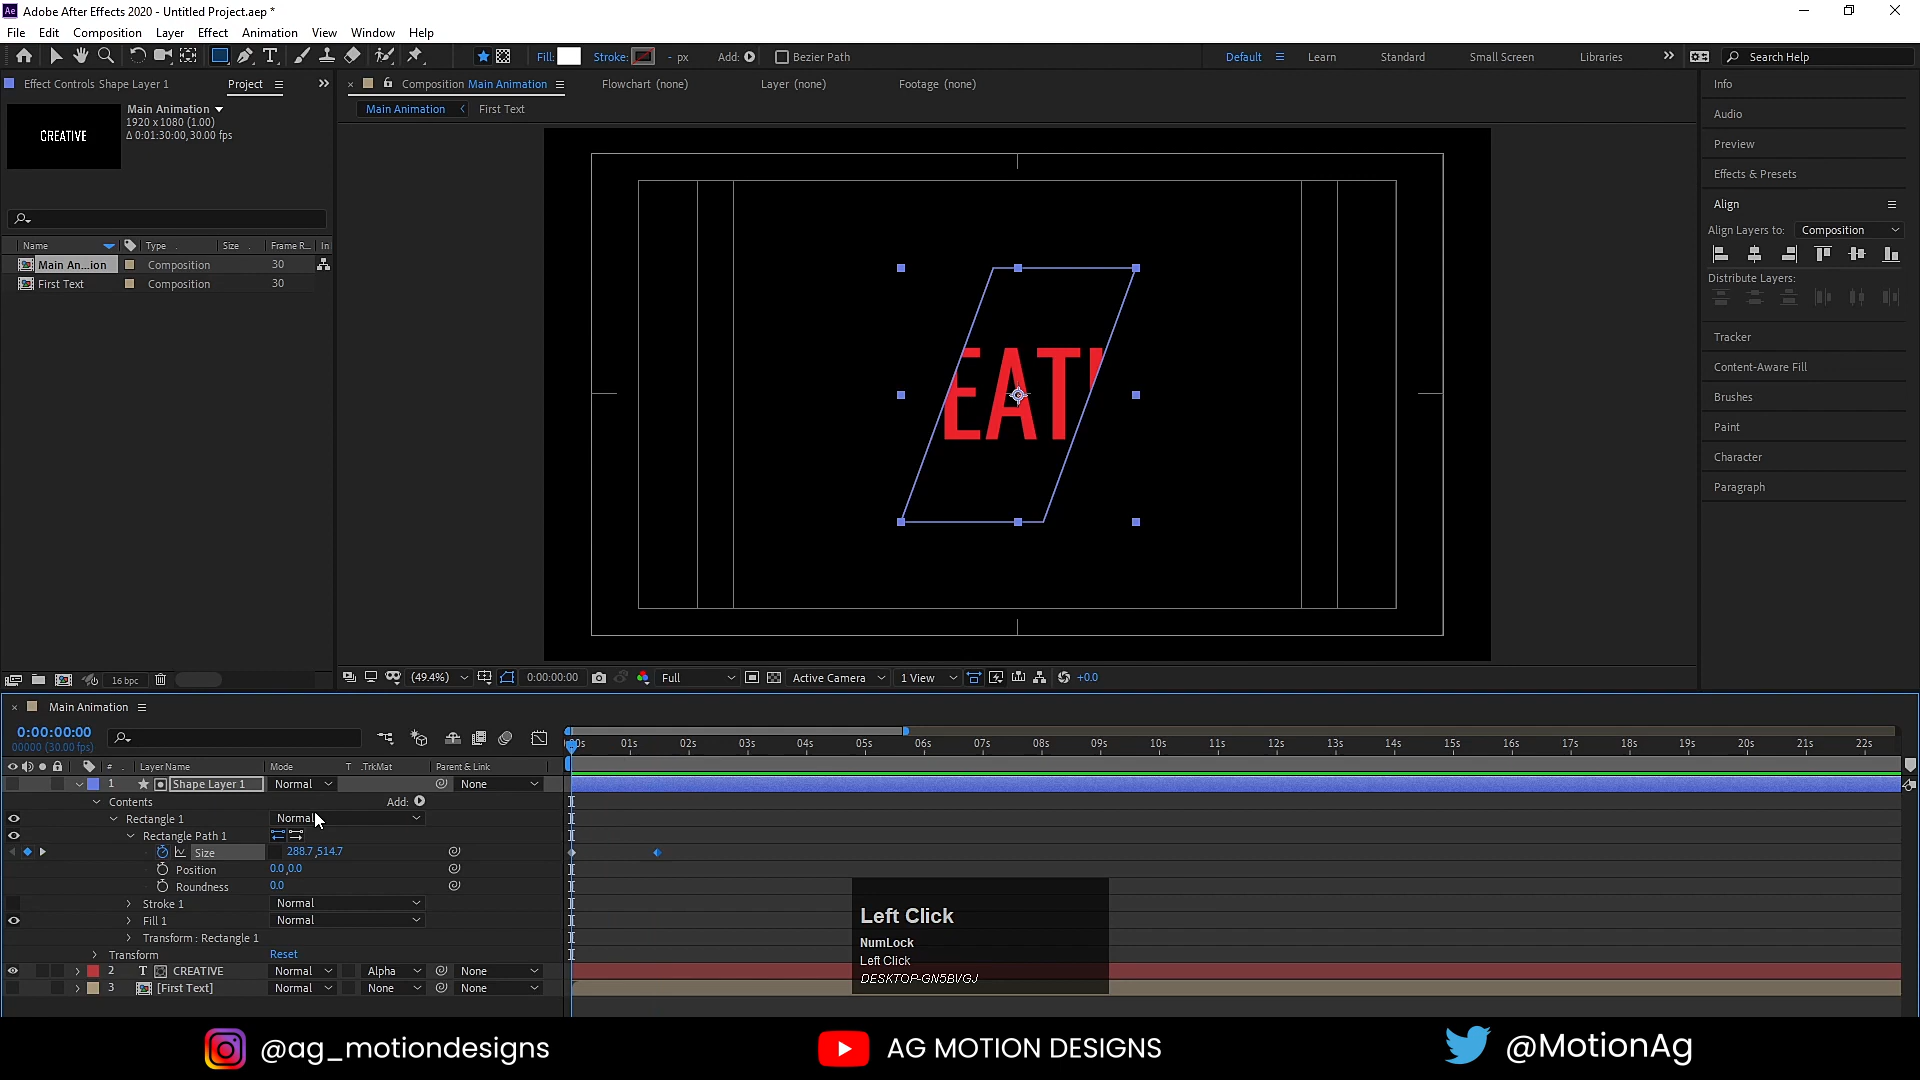 Ae Adobe After Effects 2020 - Untitled Project.aep *
File Edit Composition Layer Effect Animation View Window Help
Fill: Stroke: - px Add: Bezier Path Default Learn Standard Small Screen Libraries Search Help
Effect Controls Shape Layer 1 Project
Composition Main Animation Flowchart (none) Layer (none) Footage (none)
Main Animation First Text
Main Animation
1920 x 1080 (1.00)
Δ 0:01:30:00, 30.00 fps
CREATIVE
Name Type Size Frame R... In
Main An...ion Composition 30
First Text Composition 30
16 bpc
EATI
(49.4%) 0:00:00:00 Full Active Camera 1 View +0.0
Info
Audio
Preview
Effects & Presets
Align
Align Layers to: Composition
Distribute Layers:
Tracker
Content-Aware Fill
Brushes
Paint
Character
Paragraph
Main Animation
0:00:00:00
00000 (30.00 fps)
00s 01s 02s 03s 04s 05s 06s 07s 08s 09s 10s 11s 12s 13s 14s 15s 16s 17s 18s 19s 20s 21s 22s
# Layer Name Mode T .TrkMat Parent & Link
1 Shape Layer 1 Normal None
Contents Add:
Rectangle 1 Normal
Rectangle Path 1
Size 288.7,514.7
Position 0.0,0.0
Roundness 0.0
Stroke 1 Normal
Fill 1 Normal
Transform : Rectangle 1
Transform Reset
2 T CREATIVE Normal Alpha None
3 [First Text] Normal None None
Left Click
NumLock
Left Click
DESKTOP-GN5BVGJ
@ag_motiondesigns AG MOTION DESIGNS @MotionAg